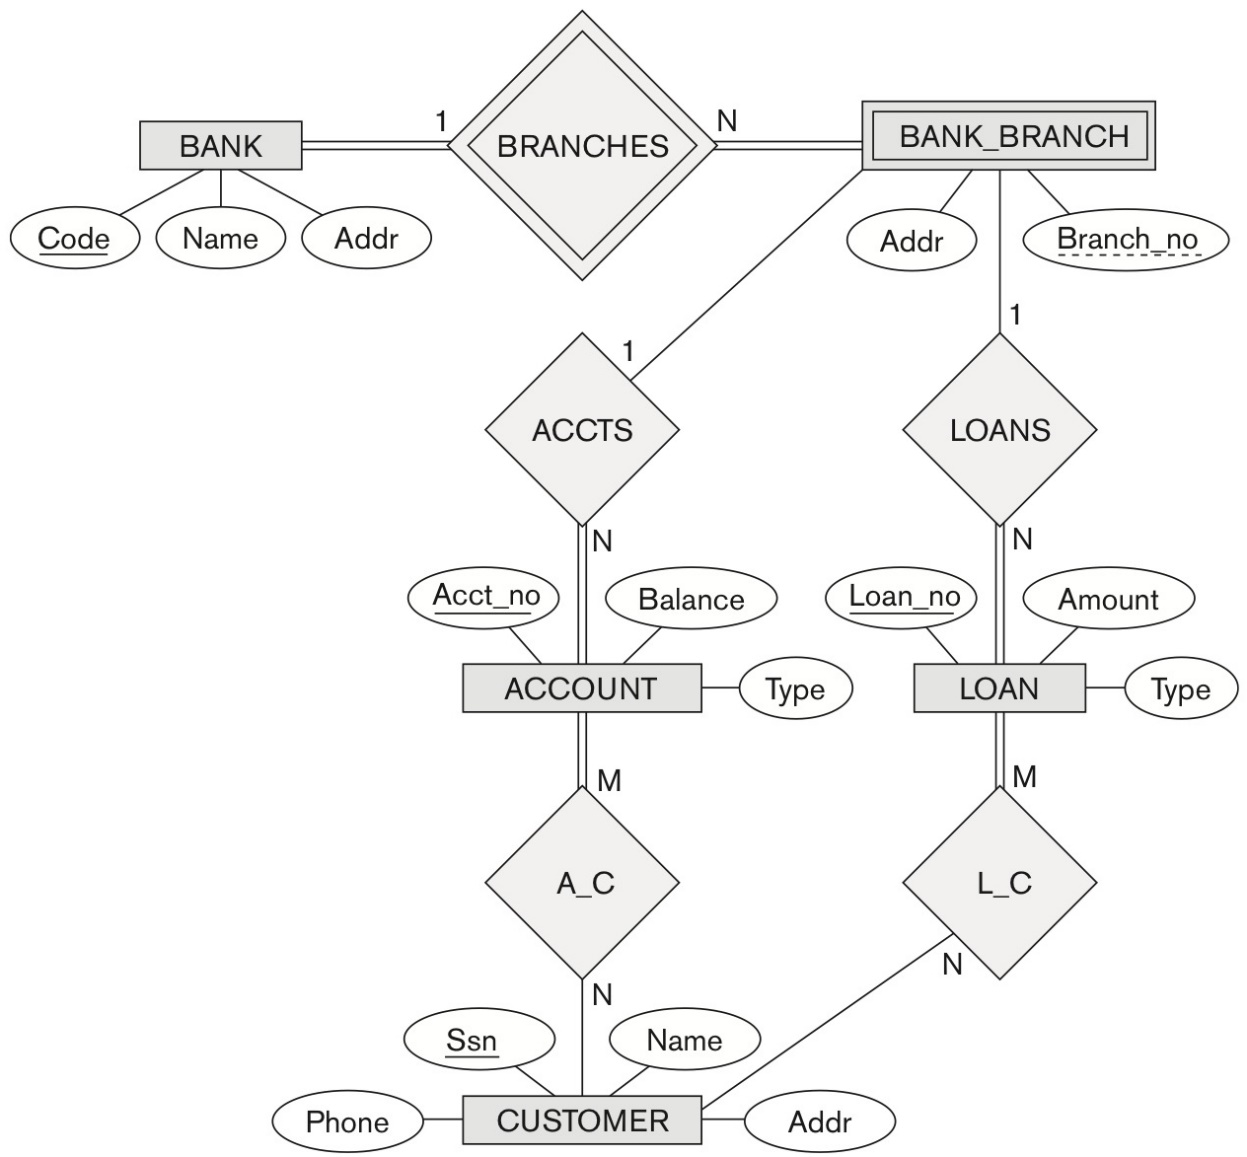 1
N
BANK
BRANCHES
BANK_BRANCH
Code
Name
Addr
Addr
Branch_no
1
1
ACCTS
LOANS
N
N
Acct_no
Balance
Loan_no
Amount
ACCOUNT
Type
LOAN
Type
M
M
A_C
L_C
N
N
Ssn
Name
Phone
CUSTOMER
Addr